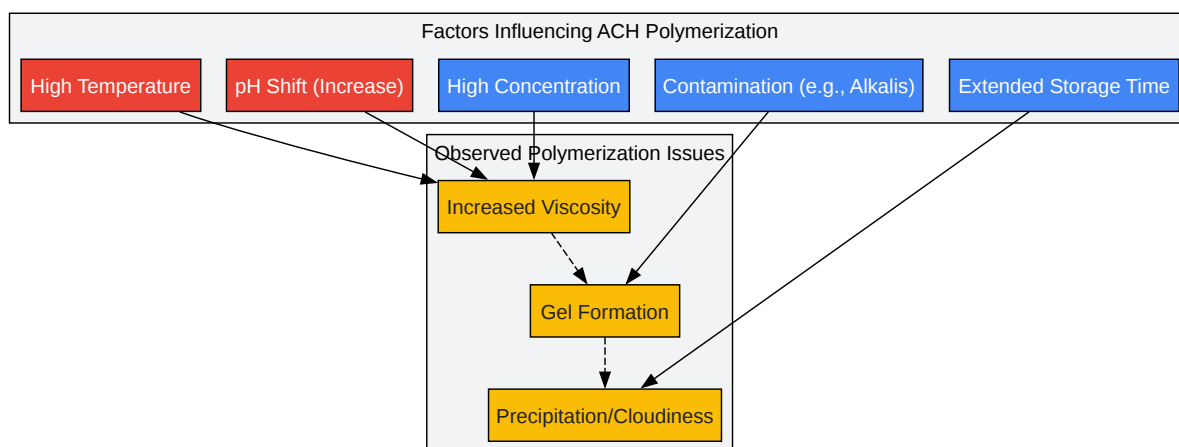 Factors Influencing ACH Polymerization
High Temperature
pH Shift (Increase)
High Concentration
Contamination (e.g., Alkalis)
Extended Storage Time
Observed Polymerization Issues
Increased Viscosity
Gel Formation
Precipitation/Cloudiness